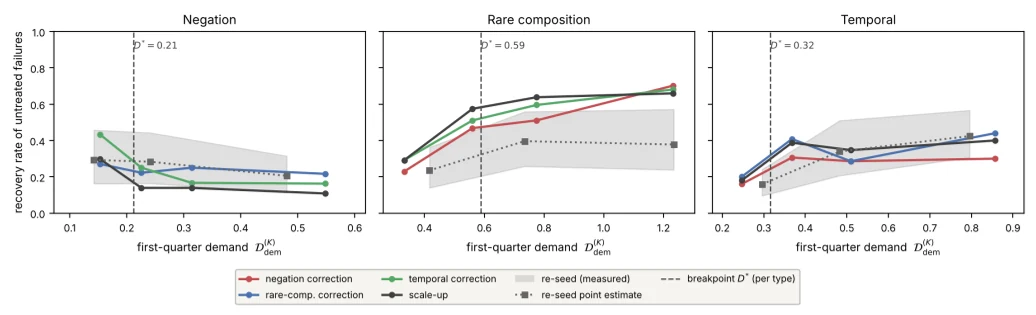 Negation
Rare composition
Temporal
recovery rate of untreated failures
1.0
0.8
0.6
0.4
0.2
0.0
D* = 0.21
D* = 0.59
D* = 0.32
0.1 0.2 0.3 0.4 0.5 0.6
0.4 0.6 0.8 1.0 1.2
0.2 0.3 0.4 0.5 0.6 0.7 0.8 0.9
first-quarter demand 𝒟_dem^(K)
first-quarter demand 𝒟_dem^(K)
first-quarter demand 𝒟_dem^(K)
negation correction
rare-comp. correction
temporal correction
scale-up
re-seed (measured)
re-seed point estimate
breakpoint D* (per type)